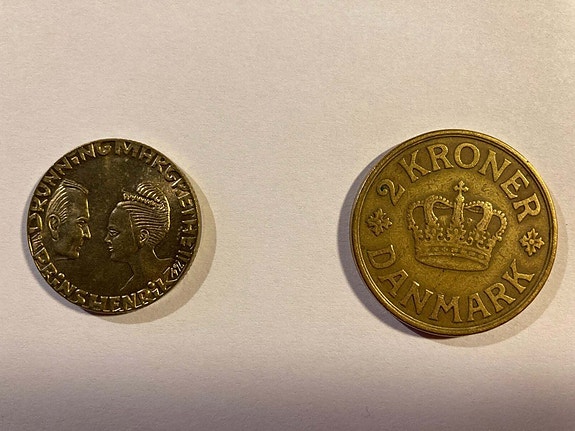 DRONNING MARGRETHE II
PRINS HENRIK
2 KRONER
DANMARK